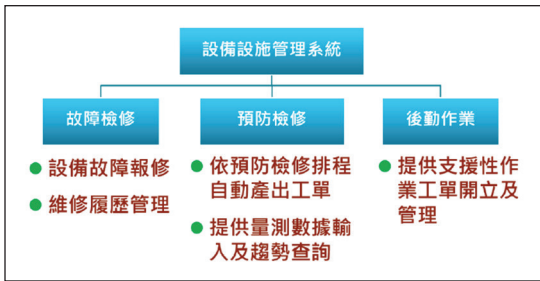 設備設施管理系統
故障檢修
設備故障報修
維修履歷管理
預防檢修
依預防檢修排程
自動產出工單
提供量測數據輸
入及趨勢查詢
後勤作業
提供支援性作
業工單開立及
管理